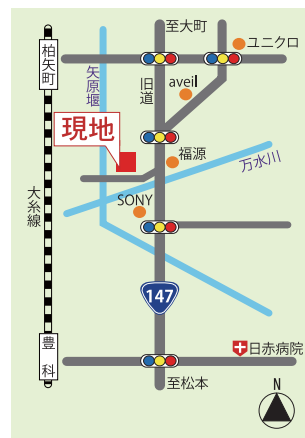 至大町
ユニクロ
柏矢町
矢原堰
旧道
aveil
現地
福源
万水川
大糸線
SONY
147
豊科
日赤病院
至松本
N